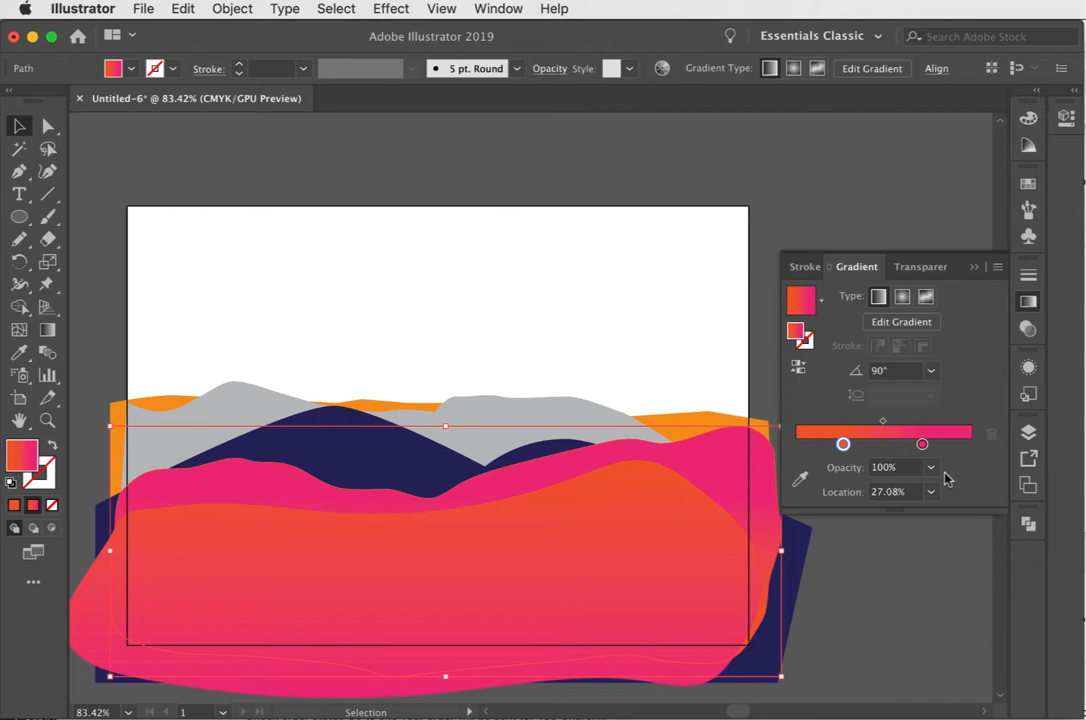 Illustrator File Edit Object Type Select Effect View Window Help
Adobe Illustrator 2019
Essentials Classic
Search Adobe Stock
Path
Stroke:
5 pt. Round
Opacity
Style:
Gradient Type:
Edit Gradient
Align
Untitled-6* @ 83.42% (CMYK/GPU Preview)
Stroke
Gradient
Transparer
Type:
Edit Gradient
Stroke:
90°
Opacity: 100%
Location: 27.08%
T
83.42%
1
Selection